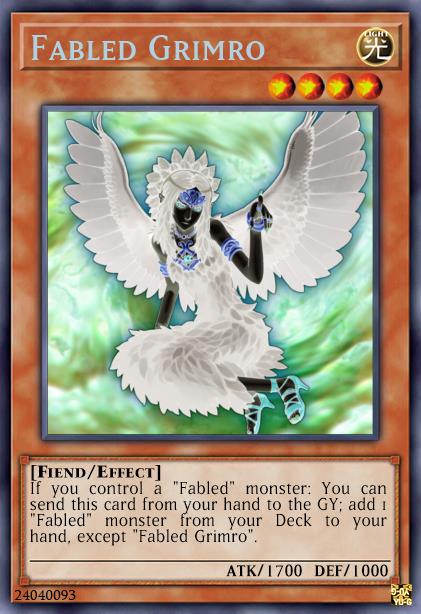 Fabled Grimro
LIGHT
光
[Fiend/Effect]
If you control a "Fabled" monster: You can
send this card from your hand to the GY; add 1
"Fabled" monster from your Deck to your
hand, except "Fabled Grimro".
ATK/1700 DEF/1000
24040093